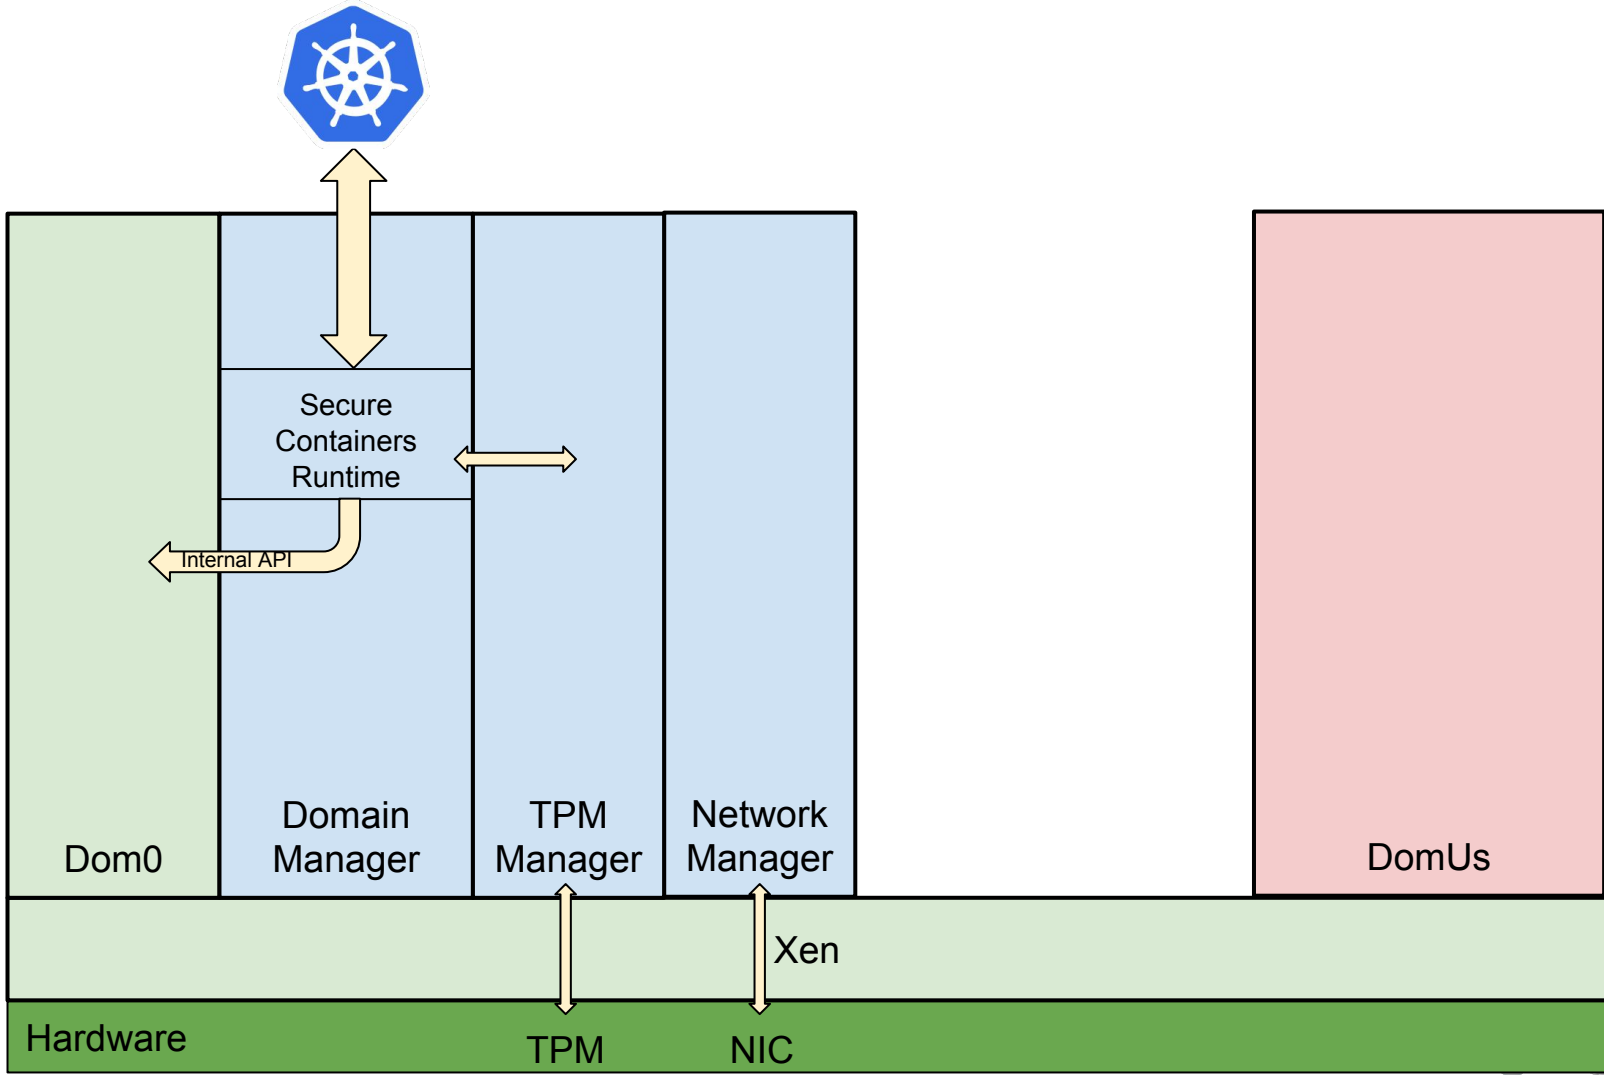 Secure
Containers
Runtime
Internal API
Domain
Manager
TPM
Manager
Network
Manager
Dom0
DomUs
Xen
Hardware
TPM
NIC